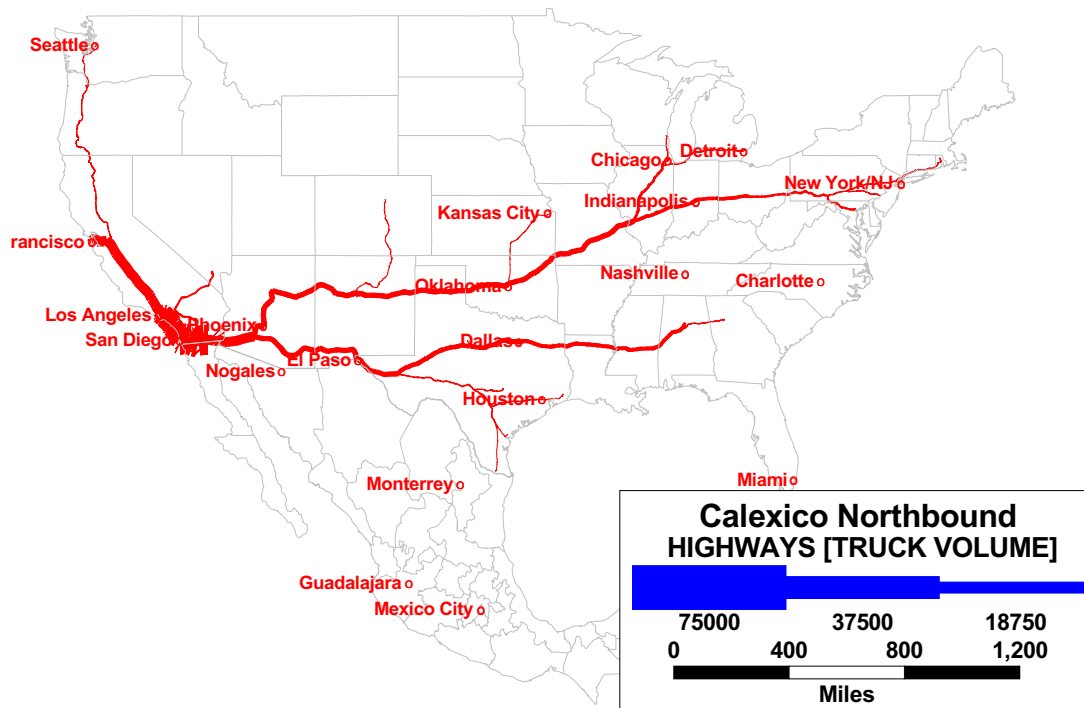 Seattle
Chicago
Detroit
New York/NJ
Indianapolis
Kansas City
rancisco
Nashville
Charlotte
Oklahoma
Los Angeles
Phoenix
San Diego
Dallas
El Paso
Nogales
Houston
Monterrey
Miami
Guadalajara
Mexico City
Calexico Northbound
HIGHWAYS [TRUCK VOLUME]
75000 37500 18750
0 400 800 1,200
Miles